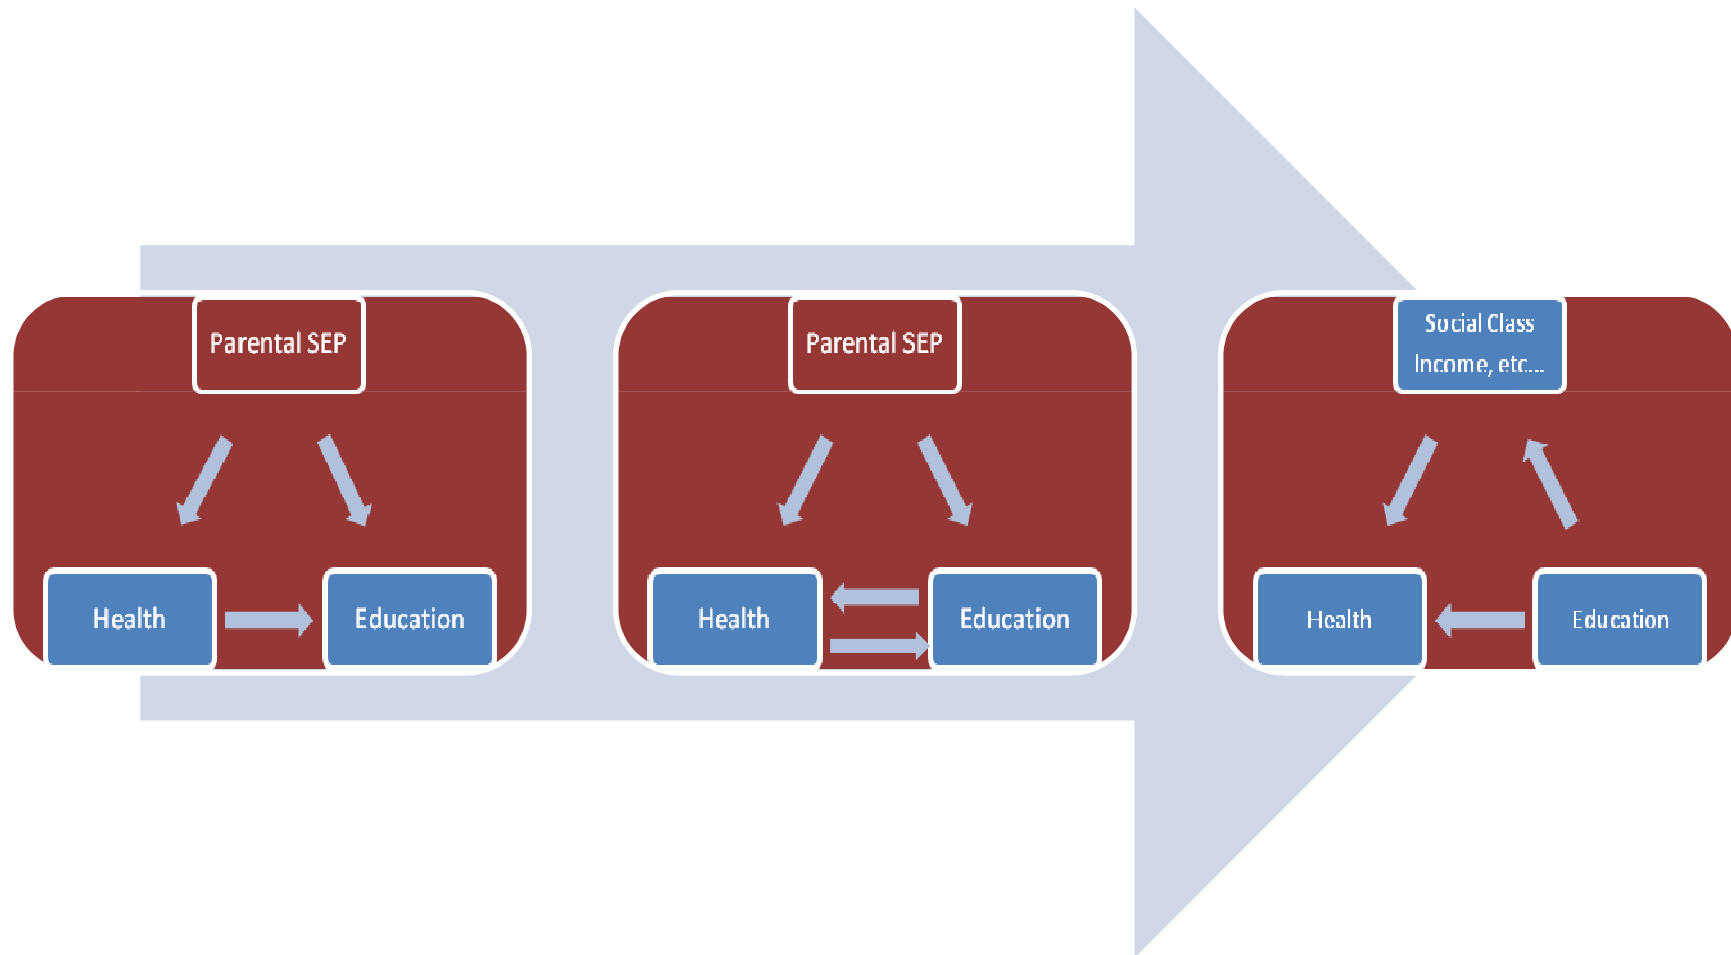 Parental SEP
Health
Education
Parental SEP
Health
Education
Social Class
Income, etc...
Health
Education